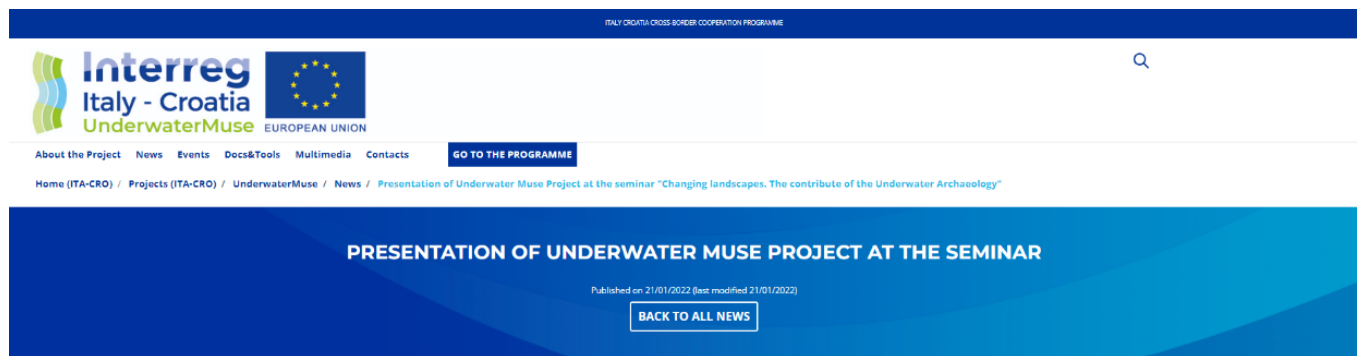 ITALY CROATIA CROSS-BORDER COOPERATION PROGRAMME
Interreg
Italy - Croatia
UnderwaterMuse
EUROPEAN UNION
About the Project News Events Docs&Tools Multimedia Contacts GO TO THE PROGRAMME
Home (ITA-CRO) / Projects (ITA-CRO) / UnderwaterMuse / News / Presentation of Underwater Muse Project at the seminar "Changing landscapes. The contribute of the Underwater Archaeology"
PRESENTATION OF UNDERWATER MUSE PROJECT AT THE SEMINAR
Published on 21/01/2022 (last modified 21/01/2022)
BACK TO ALL NEWS